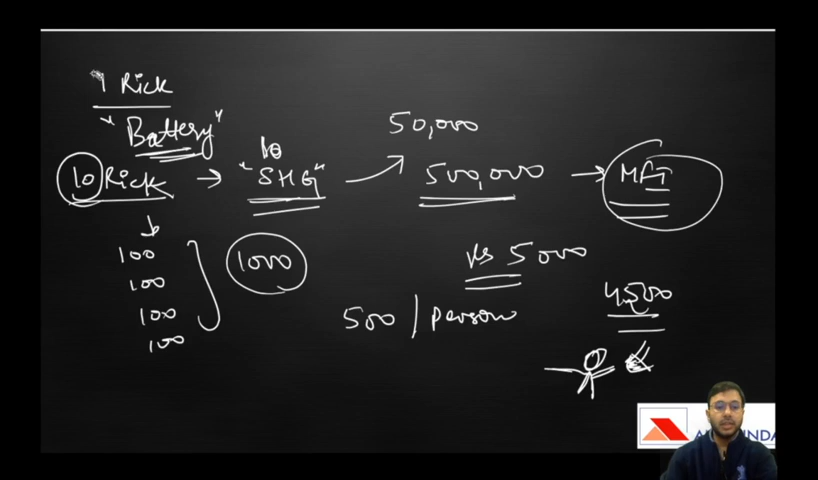 1 Rick
"Battery"
10 Rick → 10 "SHG" → 50,000
500,000 → MFI
100
100
100
100
1000
Rs 5000
500 / person
4500